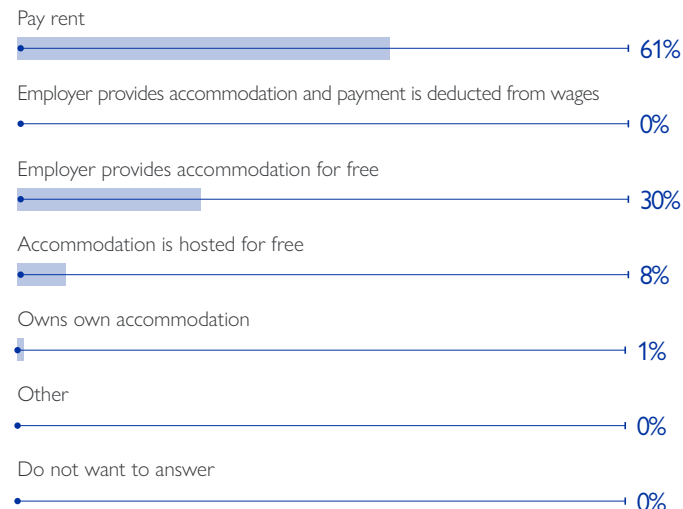 Pay rent
61%
Employer provides accommodation and payment is deducted from wages
0%
Employer provides accommodation for free
30%
Accommodation is hosted for free
8%
Owns own accommodation
1%
Other
0%
Do not want to answer
0%